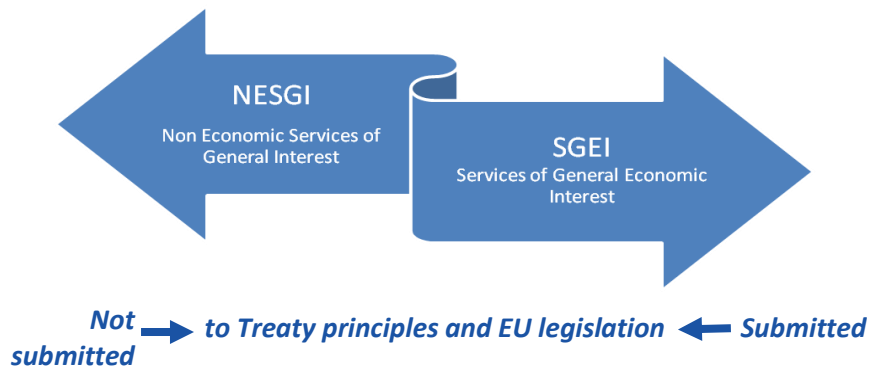 NESGI
Non Economic Services of
General Interest
SGEI
Services of General Economic
Interest
Not
submitted
to Treaty principles and EU legislation
Submitted